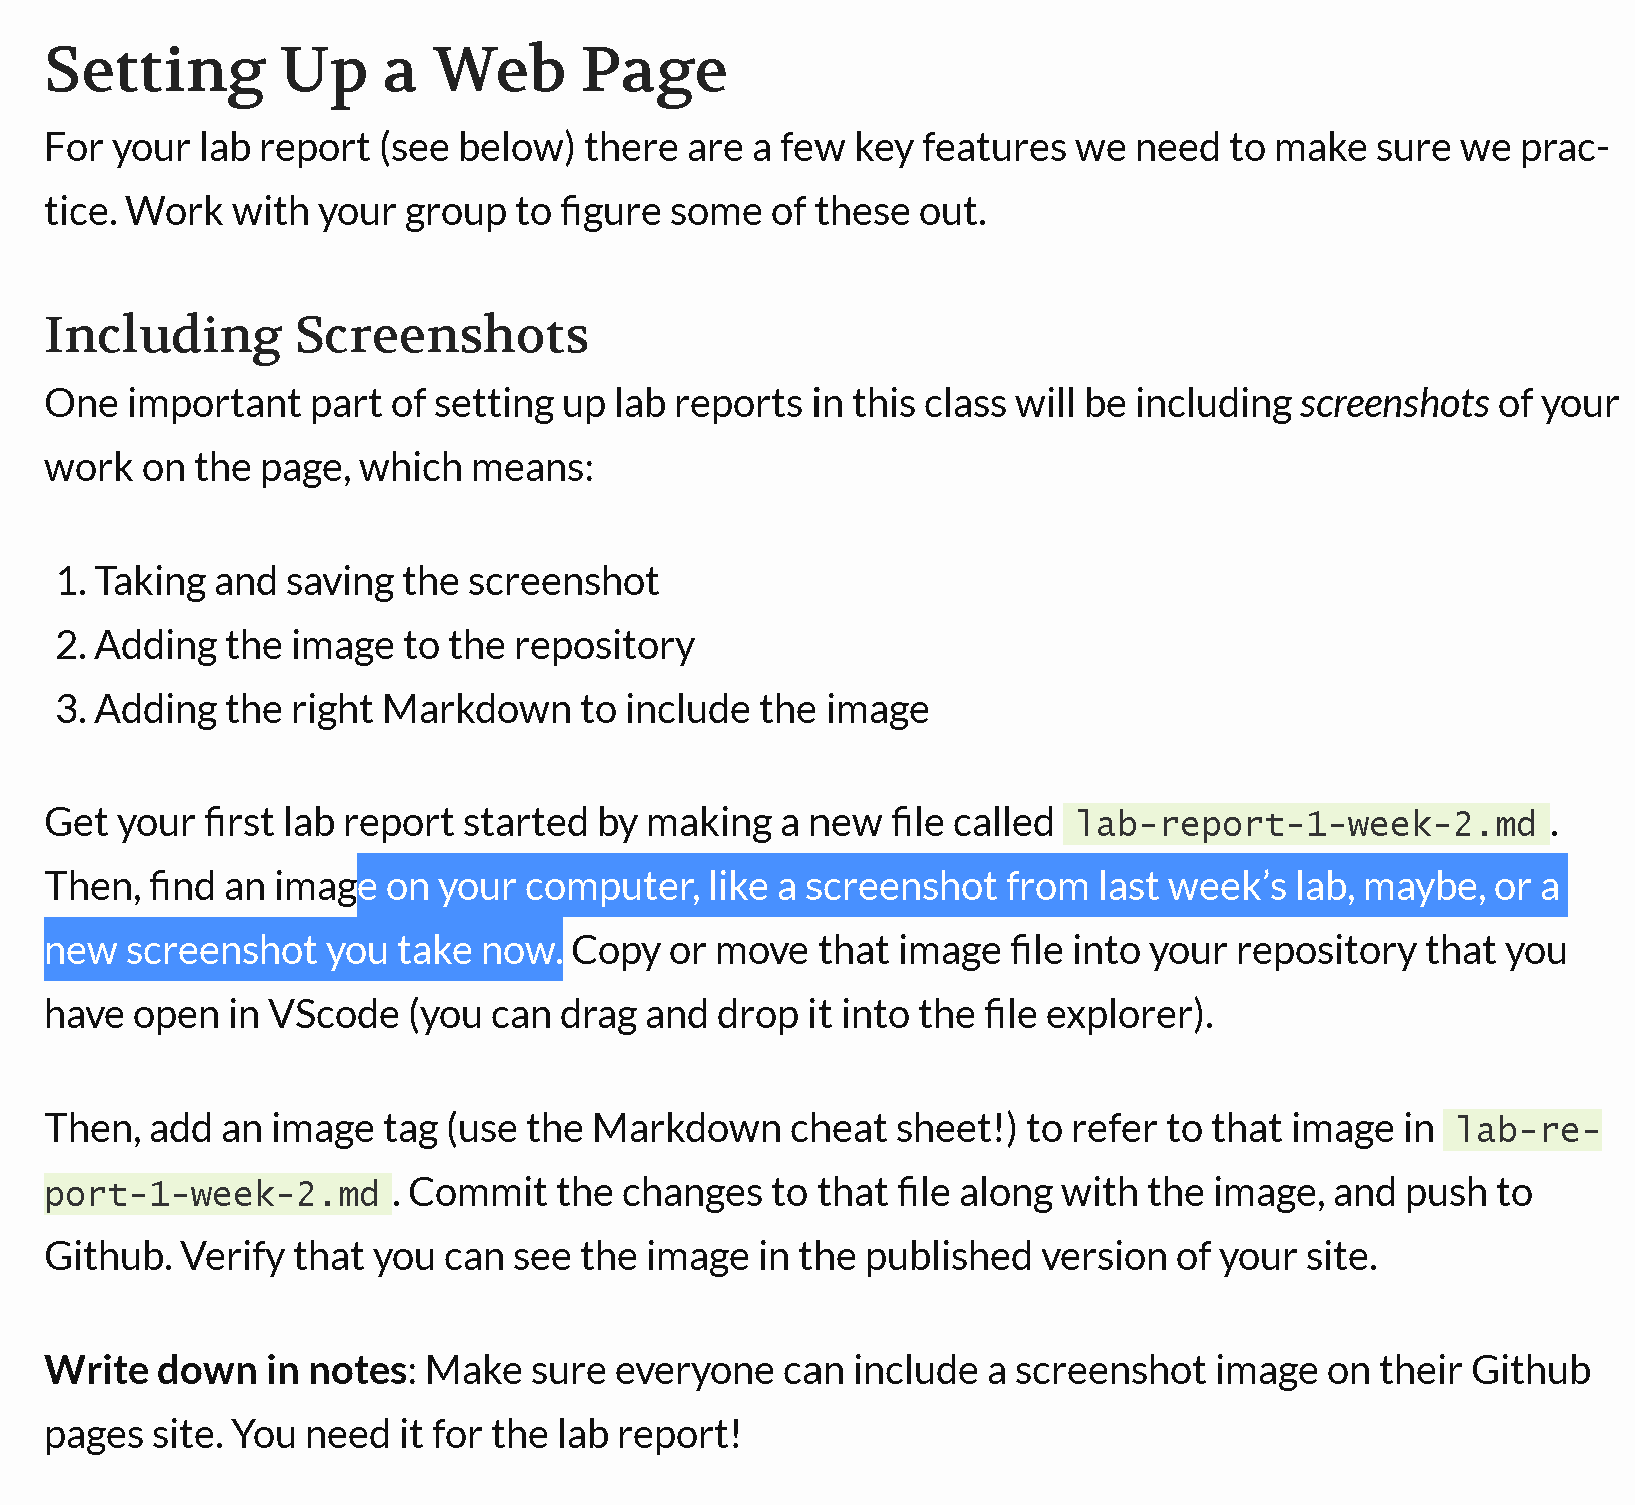 Setting Up a Web Page
For your lab report (see below) there are a few key features we need to make sure we prac-
tice. Work with your group to figure some of these out.
Including Screenshots
One important part of setting up lab reports in this class will be including screenshots of your
work on the page, which means:
1. Taking and saving the screenshot
2. Adding the image to the repository
3. Adding the right Markdown to include the image
Get your first lab report started by making a new file called lab-report-1-week-2.md .
Then, find an image on your computer, like a screenshot from last week’s lab, maybe, or a
new screenshot you take now. Copy or move that image file into your repository that you
have open in VScode (you can drag and drop it into the file explorer).
Then, add an image tag (use the Markdown cheat sheet!) to refer to that image in lab-re-
port-1-week-2.md . Commit the changes to that file along with the image, and push to
Github. Verify that you can see the image in the published version of your site.
Write down in notes: Make sure everyone can include a screenshot image on their Github
pages site. You need it for the lab report!